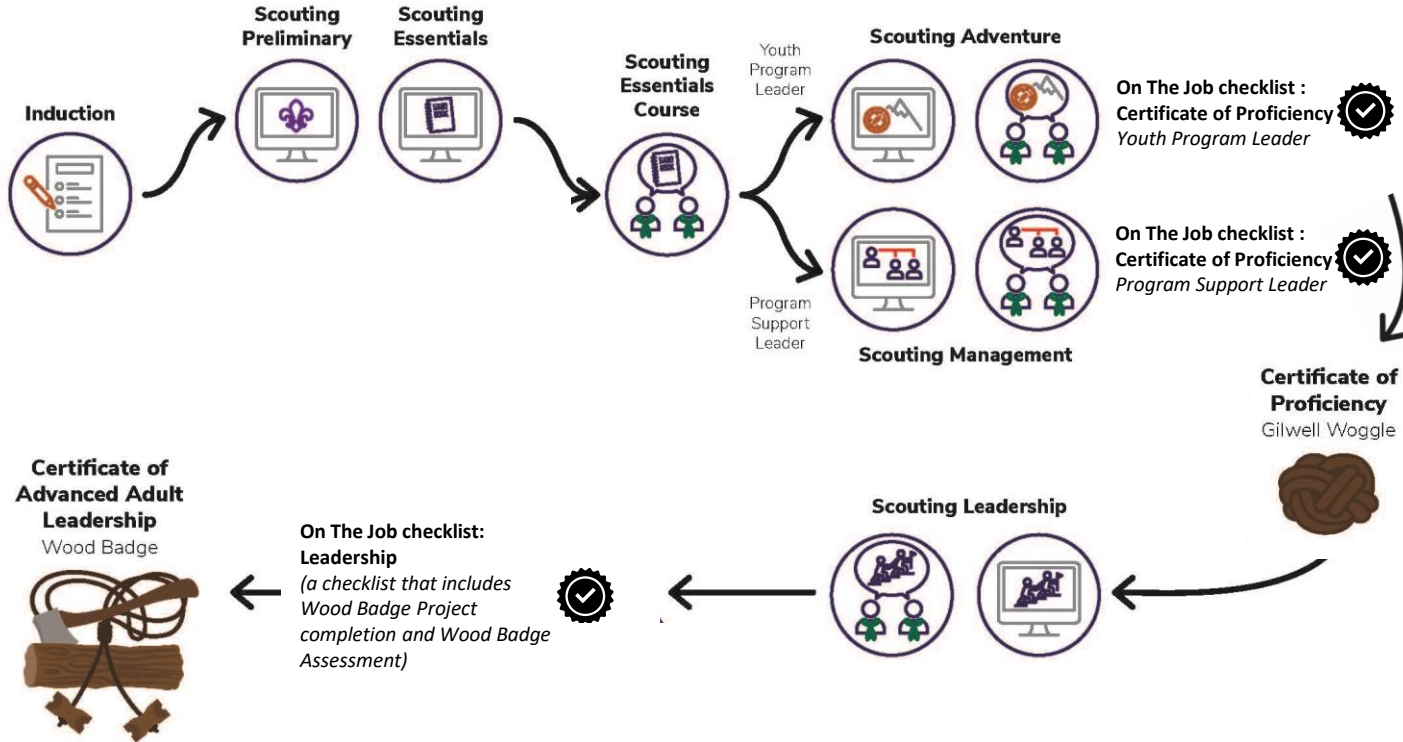 Induction
Scouting
Preliminary
Scouting
Essentials
Scouting
Essentials
Course
Youth
Program
Leader
Scouting Adventure
On The Job checklist :
Certificate of Proficiency
Youth Program Leader
Program
Support
Leader
Scouting Management
On The Job checklist :
Certificate of Proficiency
Program Support Leader
Certificate of
Proficiency
Gilwell Woggle
Scouting Leadership
On The Job checklist:
Leadership
(a checklist that includes
Wood Badge Project
completion and Wood Badge
Assessment)
Certificate of
Advanced Adult
Leadership
Wood Badge